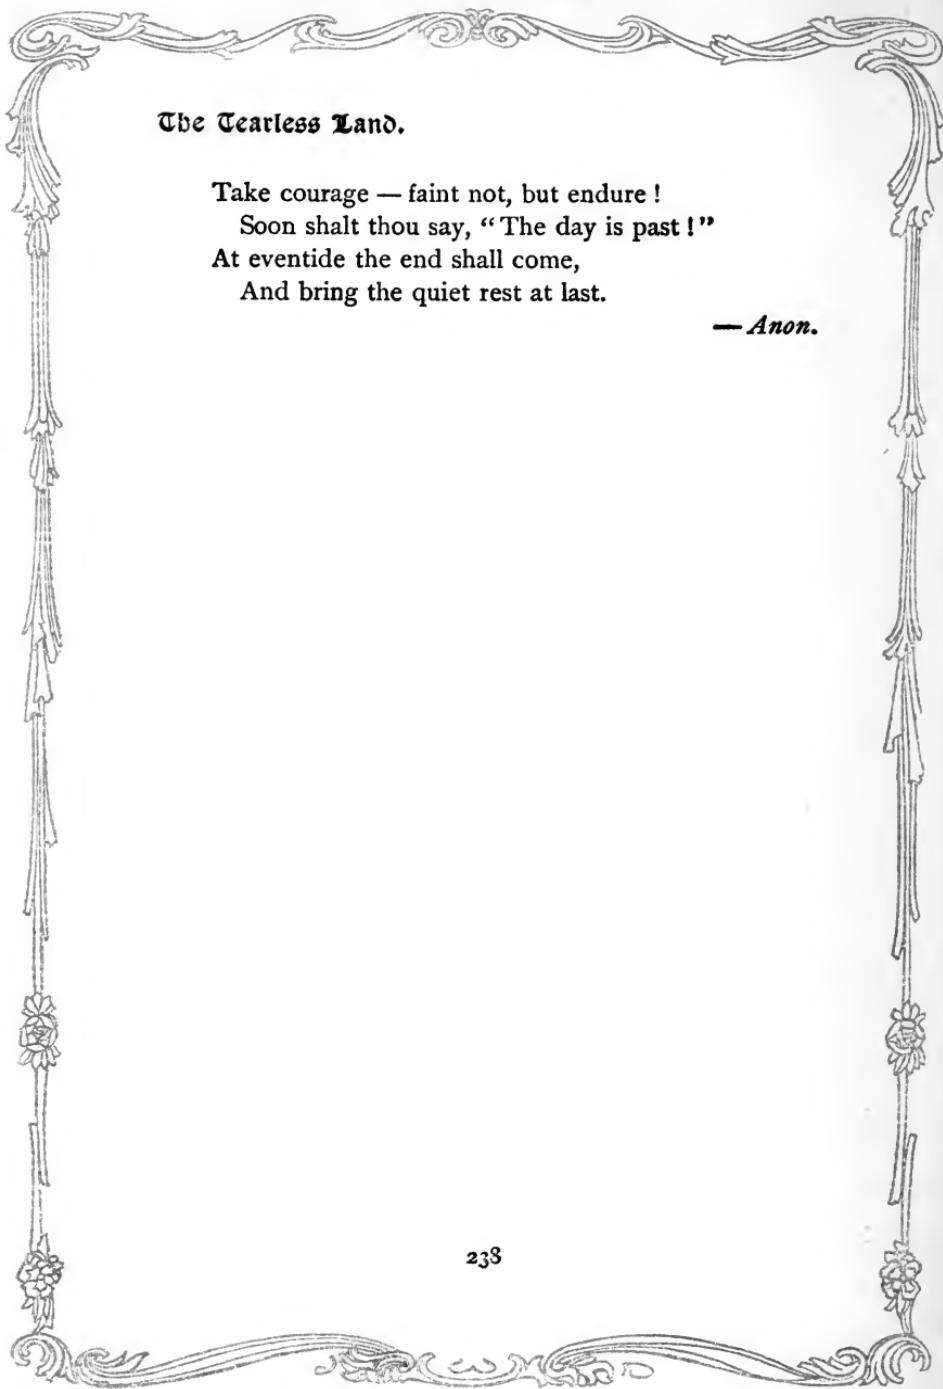 The Tearless Land.
Take courage — faint not, but endure !
Soon shalt thou say, “ The day is past ! ”
At eventide the end shall come,
And bring the quiet rest at last.
— Anon.
238